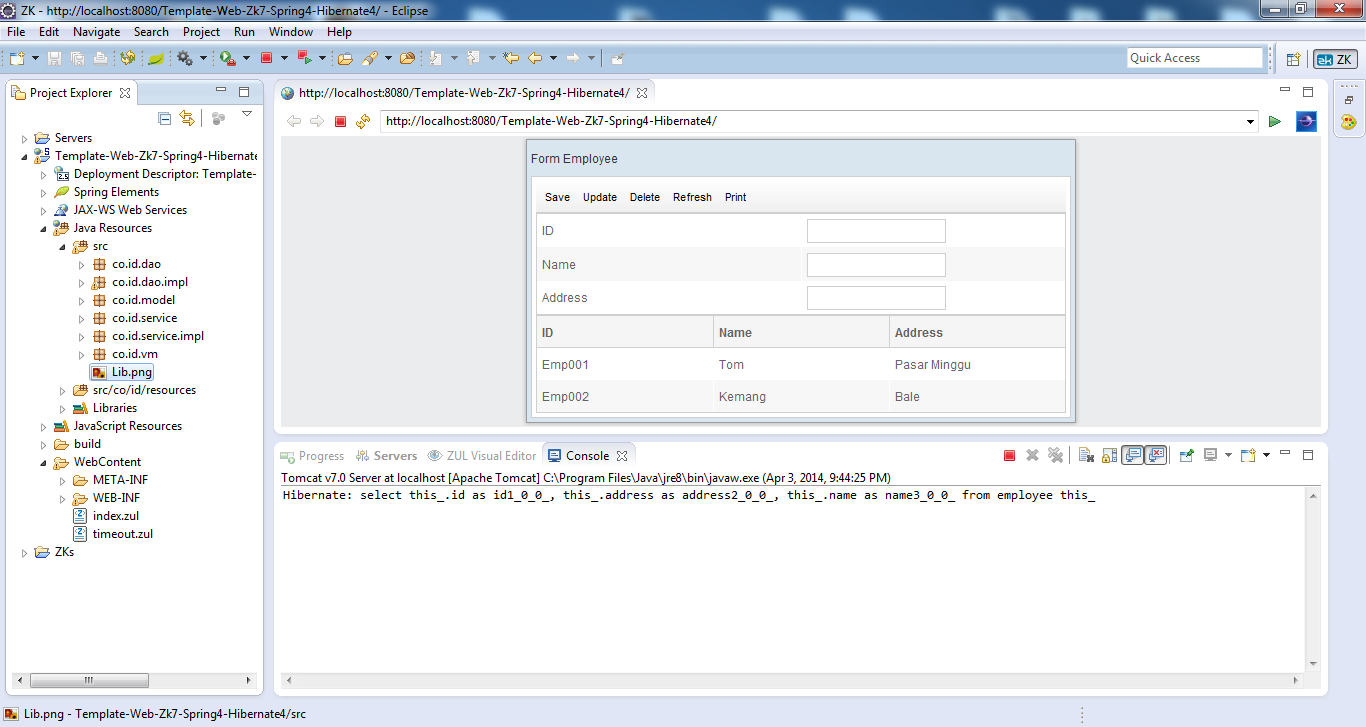 ZK - http://localhost:8080/Template-Web-Zk7-Spring4-Hibernate4/ - Eclipse
File Edit Navigate Search Project Run Window Help
Quick Access
ZK
Project Explorer
Servers
Template-Web-Zk7-Spring4-Hibernate
Deployment Descriptor: Template-
Spring Elements
JAX-WS Web Services
Java Resources
src
co.id.dao
co.id.dao.impl
co.id.model
co.id.service
co.id.service.impl
co.id.vm
Lib.png
src/co/id/resources
Libraries
JavaScript Resources
build
WebContent
META-INF
WEB-INF
index.zul
timeout.zul
ZKs
http://localhost:8080/Template-Web-Zk7-Spring4-Hibernate4/
http://localhost:8080/Template-Web-Zk7-Spring4-Hibernate4/
Form Employee
Save Update Delete Refresh Print
ID
Name
Address
ID Name Address
Emp001 Tom Pasar Minggu
Emp002 Kemang Bale
Progress Servers ZUL Visual Editor Console
Tomcat v7.0 Server at localhost [Apache Tomcat] C:\Program Files\Java\jre8\bin\javaw.exe (Apr 3, 2014, 9:44:25 PM)
Hibernate: select this_.id as id1_0_0_, this_.address as address2_0_0_, this_.name as name3_0_0_ from employee this_
Lib.png - Template-Web-Zk7-Spring4-Hibernate4/src